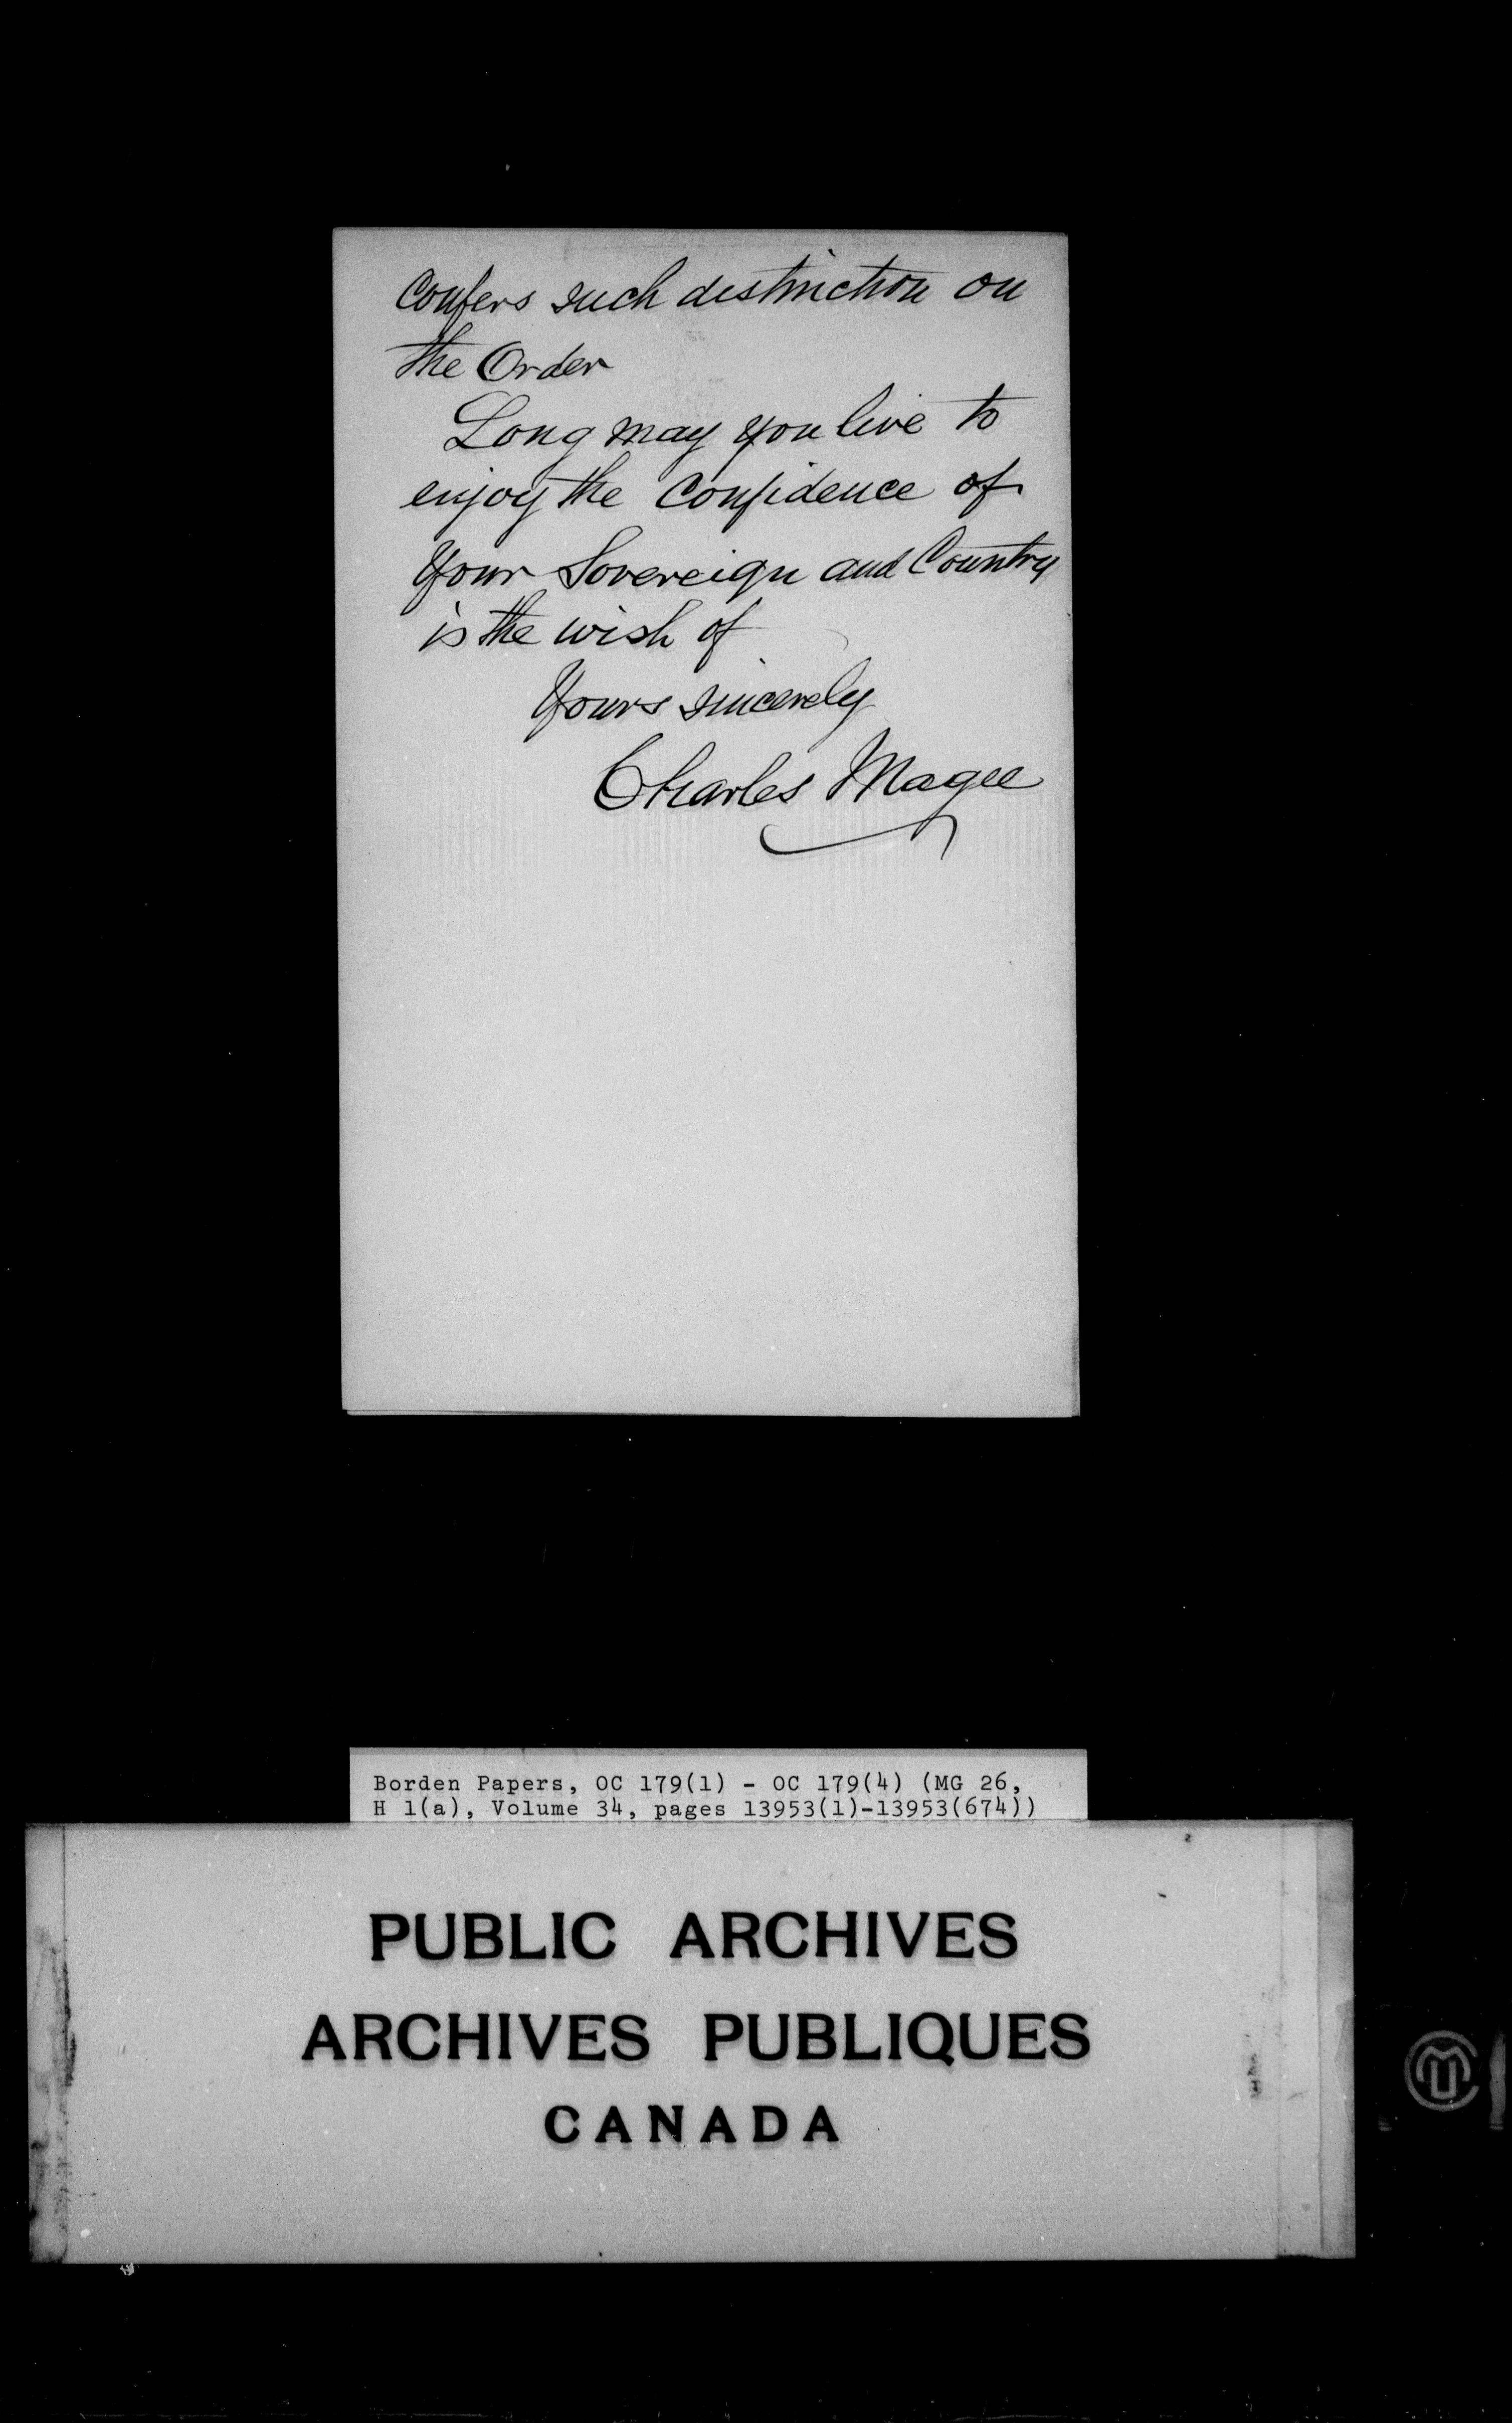 Confers such distinction on
the Order
Long may you live to
enjoy the Confidence of
Your Sovereign and Country
is the wish of
Yours sincerely
Charles Magee
Borden Papers, OC 179(1) - OC 179(4) (MG 26,
H 1(a), Volume 34, pages 13953(1)-13953(674))
PUBLIC ARCHIVES
ARCHIVES PUBLIQUES
CANADA